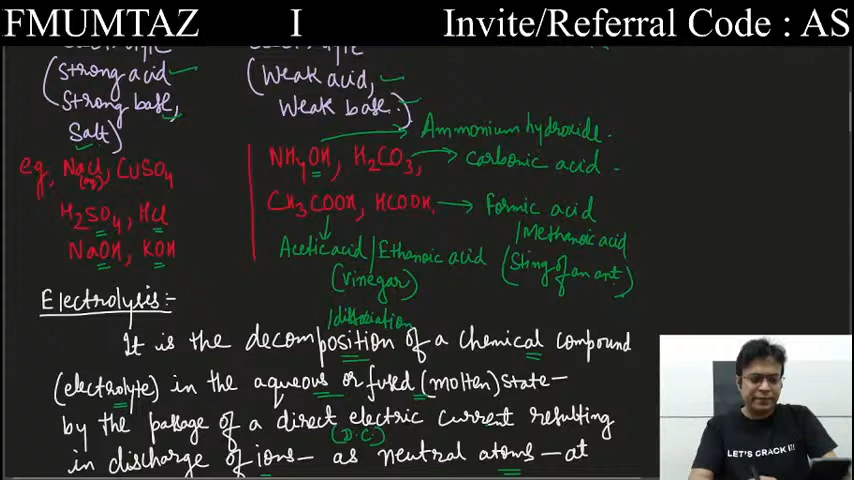 FMUMTAZ I Invite/Referral Code : AS
(Strong acid
Strong base,
Salt)
(Weak acid,
Weak base.)
Ammonium hydroxide.
eg, NaCl, CuSO4
(aq)
H2SO4, HCl
NaOH, KOH
NH4OH, H2CO3, → carbonic acid
CH3COOH, HCOOH. → Formic acid
/Methanoic acid
(Sting of an ant)
Acetic acid/Ethanoic acid
(vinegar)
Electrolysis:-
/dissociation
It is the decomposition of a chemical compound
(electrolyte) in the aqueous or fused (molten) state—
by the passage of a direct electric current resulting
(D.C.)
in discharge of ions— as neutral atoms— at
LET'S CRACK IT!